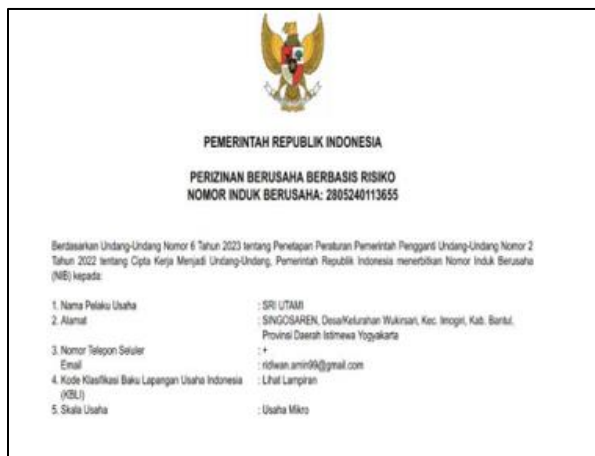 PEMERINTAH REPUBLIK INDONESIA
PERIZINAN BERUSAHA BERBASIS RISIKO
NOMOR INDUK BERUSAHA: 2805240113655
Berdasarkan Undang-Undang Nomor 6 Tahun 2023 tentang Penetapan Peraturan Pemerintah Pengganti Undang-Undang Nomor 2
Tahun 2022 tentang Cipta Kerja Menjadi Undang-Undang, Pemerintah Republik Indonesia menerbitkan Nomor Induk Berusaha
(NIB) kepada:
1. Nama Pelaku Usaha : SRI UTAMI
2. Alamat : SINGOSAREN, Desa/Kelurahan Wukirsari, Kec. Imogiri, Kab. Bantul,
Provinsi Daerah Istimewa Yogyakarta
3. Nomor Telepon Seluler : +
Email : ridwan.amin99@gmail.com
4. Kode Klasifikasi Baku Lapangan Usaha Indonesia : Lihat Lampiran
(KBLI)
5. Skala Usaha : Usaha Mikro